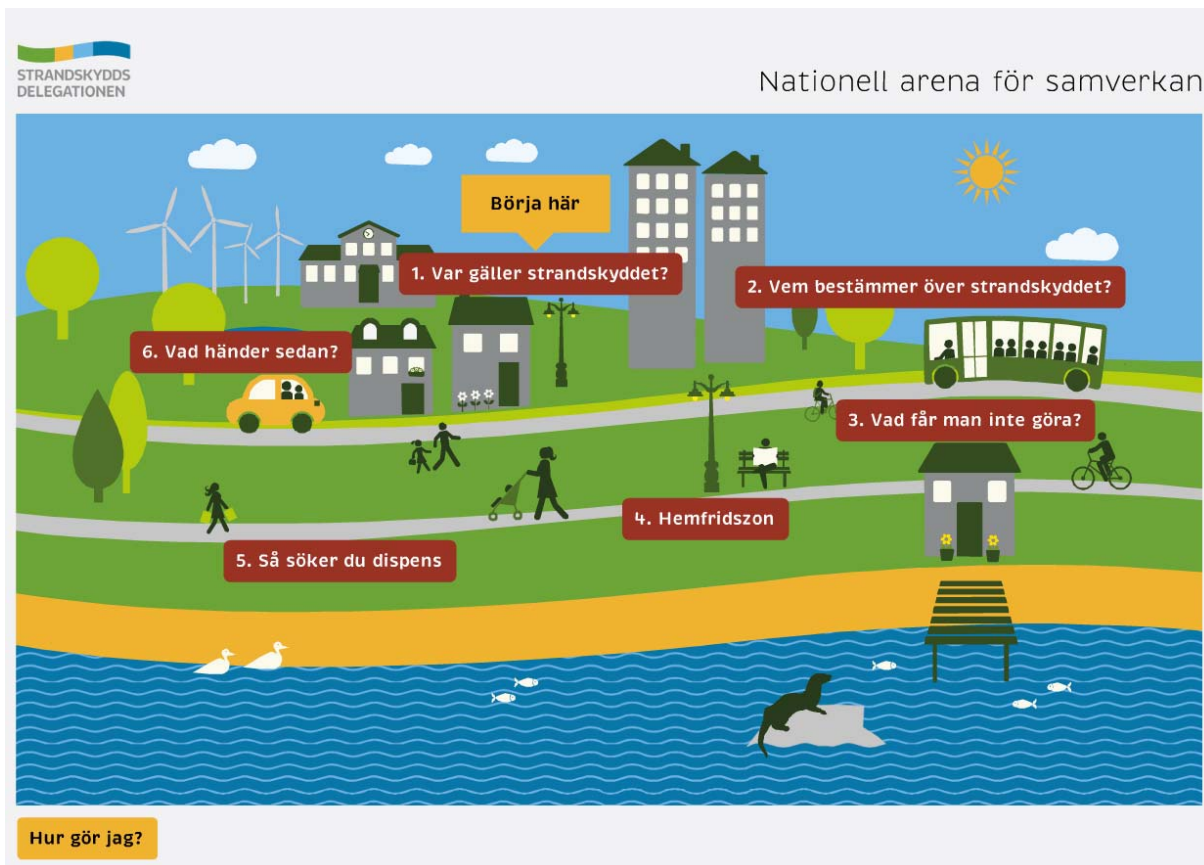 STRANDSKYDDS
DELEGATIONEN
Nationell arena för samverkan
Börja här
1. Var gäller strandskyddet?
2. Vem bestämmer över strandskyddet?
6. Vad händer sedan?
3. Vad får man inte göra?
4. Hemfridszon
5. Så söker du dispens
Hur gör jag?